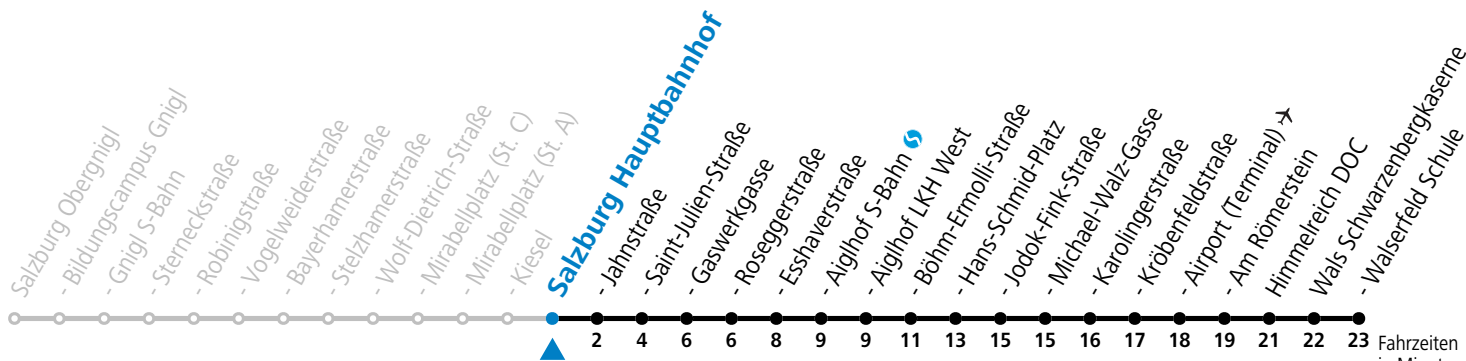 Salzburg Obergnigl
- Bildungscampus Gnigl
- Gnigl S-Bahn
- Sterneckstraße
- Robinigstraße
- Vogelweiderstraße
- Bayerhamerstraße
- Stelzhamerstraße
- Wolf-Dietrich-Straße
- Mirabellplatz (St. C)
- Mirabellplatz (St. A)
- Kiesel
Salzburg Hauptbahnhof
- Jahnstraße
- Saint-Julien-Straße
- Gaswerkgasse
- Roseggerstraße
- Esshaverstraße
- Aiglhof S-Bahn
- Aiglhof LKH West
- Böhm-Ermolli-Straße
- Hans-Schmid-Platz
- Jodok-Fink-Straße
- Michael-Walz-Gasse
- Karolingerstraße
- Kröbenfeldstraße
- Airport (Terminal)
- Am Römerstein
Himmelreich DOC
Wals Schwarzenbergkaserne
- Walserfeld Schule
2 4 6 6 8 9 9 11 13 15 15 16 17 18 19 21 22 23 Fahrzeiten